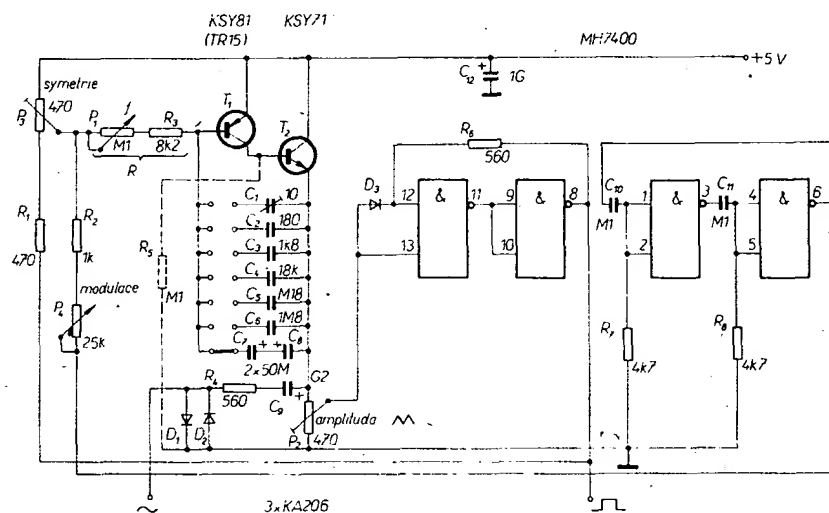 KSY81 KSY71
(TR15)
MH7400
+5V
C12 + 1G
symetrie
P3 470
P1 f R3
M1 8k2
R
T1
T2
R6
560
D3
12 & 11 9 & 8
13 10
C10 M1
1 & 3 C11 4 & 6
2 M1 5
R1
470
R2
1k
R5
M1
C1 10
C2 180
C3 1k8
C4 18k
C5 M18
C6 1M8
C7 + + C8
2×50M
modulace
P4
25k
R7
4k7
R8
4k7
R4
560
C9 +
G2
amplituda
P2 470
D1 D2
~
3×KA206